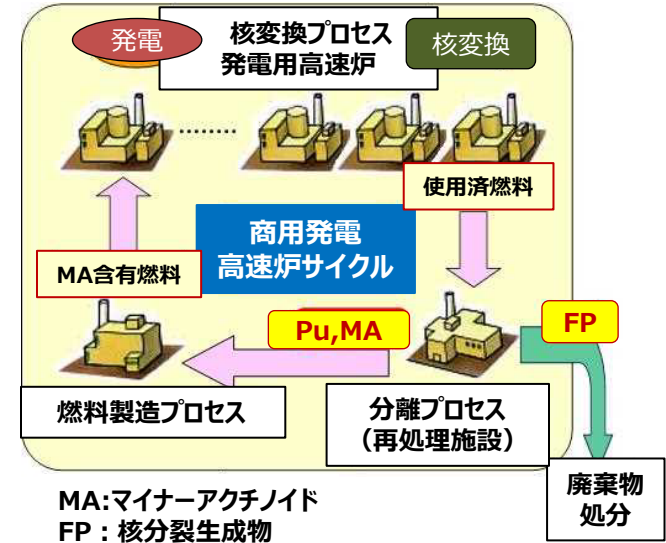 発電
核変換プロセス
発電用高速炉
核変換
........
使用済燃料
商用発電
高速炉サイクル
MA含有燃料
Pu,MA
FP
燃料製造プロセス
分離プロセス
（再処理施設）
廃棄物
処分
MA:マイナーアクチノイド
FP：核分裂生成物